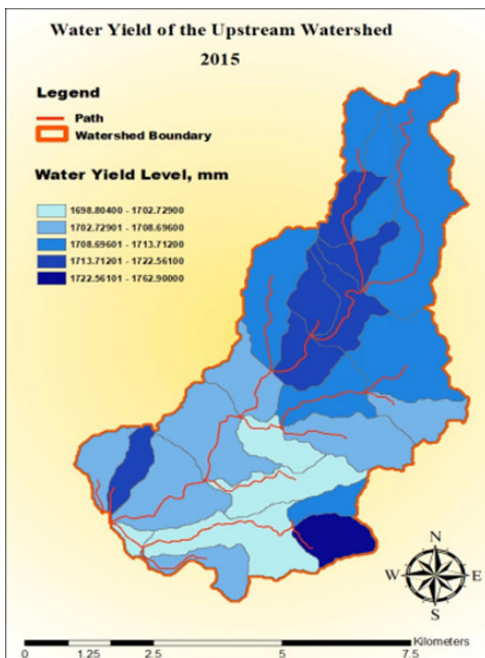 Water Yield of the Upstream Watershed
2015
Legend
Path
Watershed Boundary
Water Yield Level, mm
1698.80400 - 1702.72900
1702.72901 - 1708.69600
1708.69601 - 1713.71200
1713.71201 - 1722.56100
1722.56101 - 1762.90000
N
W E
S
Kilometers
0 1.25 2.5 5 7.5